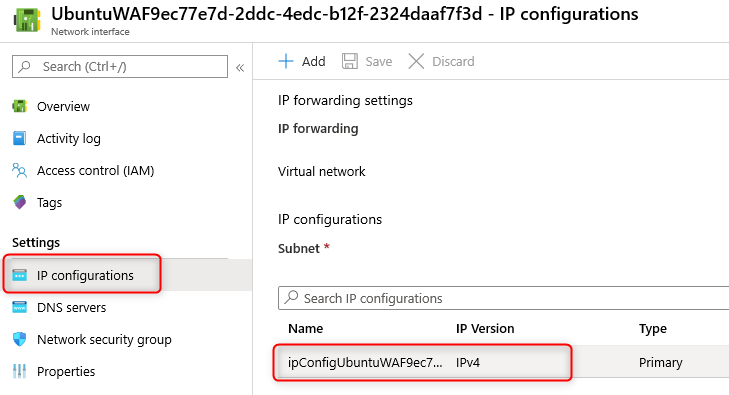 UbuntuWAF9ec77e7d-2ddc-4edc-b12f-2324daaf7f3d - IP configurations
Network interface
Search (Ctrl+/)
«
Overview
Activity log
Access control (IAM)
Tags
Settings
IP configurations
DNS servers
Network security group
Properties
Add
Save
Discard
IP forwarding settings
IP forwarding
Virtual network
IP configurations
Subnet *
Search IP configurations
Name IP Version Type
ipConfigUbuntuWAF9ec7... IPv4 Primary